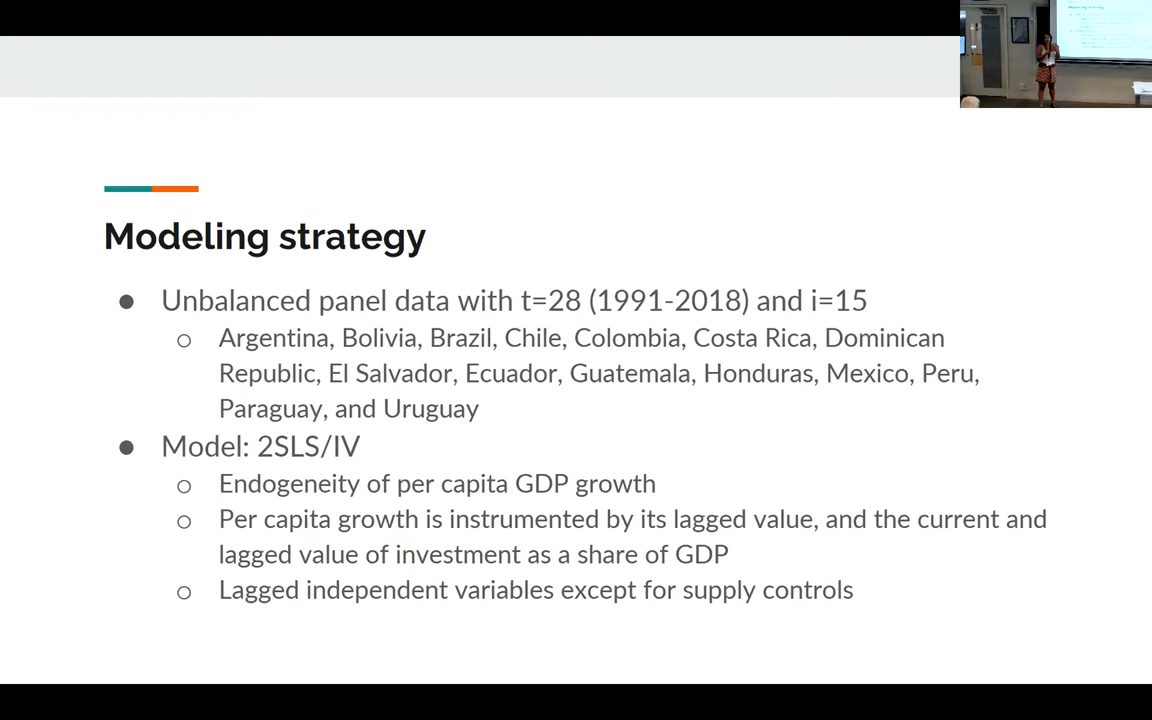 Modeling strategy
● Unbalanced panel data with t=28 (1991-2018) and i=15
○ Argentina, Bolivia, Brazil, Chile, Colombia, Costa Rica, Dominican
Republic, El Salvador, Ecuador, Guatemala, Honduras, Mexico, Peru,
Paraguay, and Uruguay
● Model: 2SLS/IV
○ Endogeneity of per capita GDP growth
○ Per capita growth is instrumented by its lagged value, and the current and
lagged value of investment as a share of GDP
○ Lagged independent variables except for supply controls